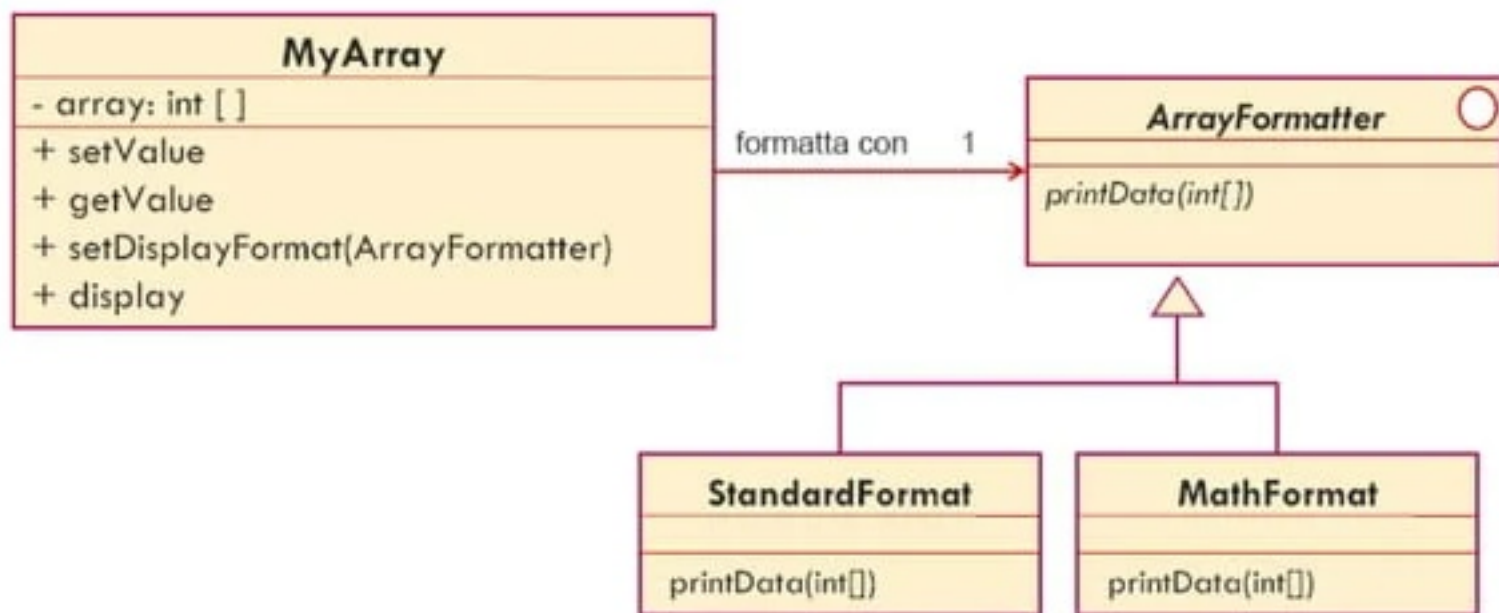 MyArray
- array: int [ ]
+ setValue
+ getValue
+ setDisplayFormat(ArrayFormatter)
+ display
formatta con 1
ArrayFormatter
printData(int[])
StandardFormat
printData(int[])
MathFormat
printData(int[])